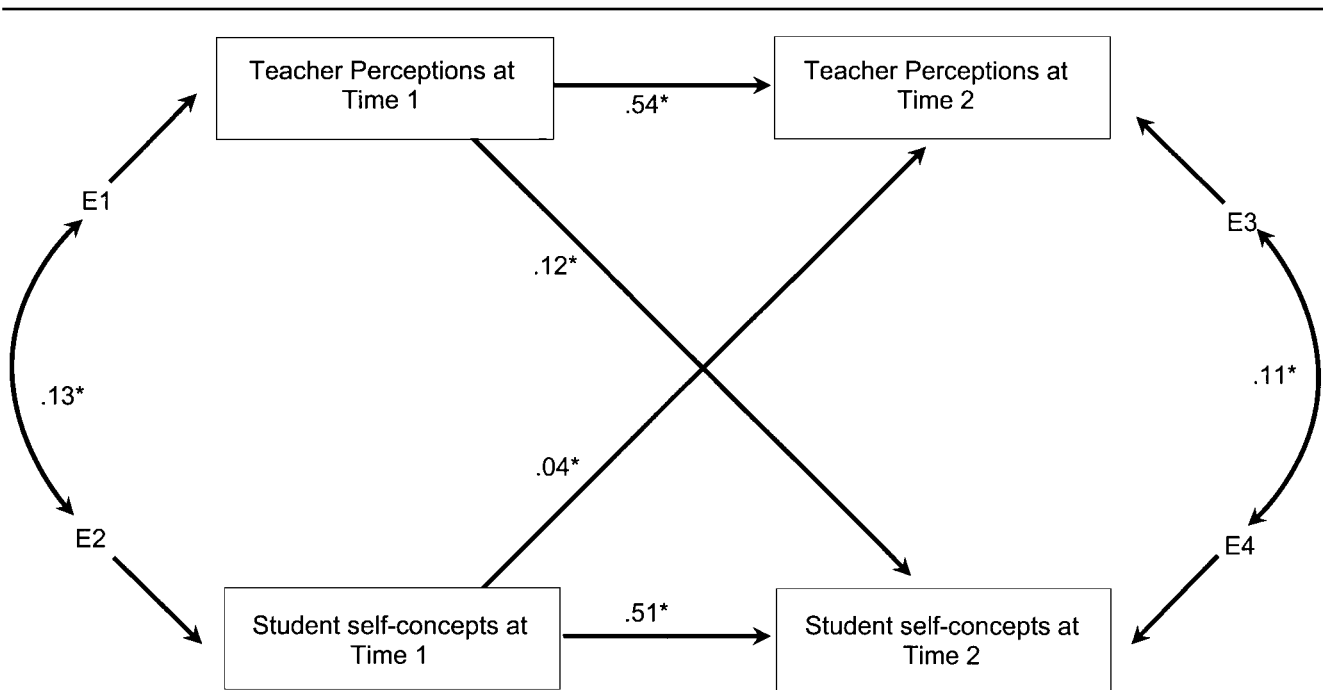 Teacher Perceptions at
Time 1
Teacher Perceptions at
Time 2
.54*
E1
E3
.12*
.13*
.11*
.04*
E2
E4
Student self-concepts at
Time 1
.51*
Student self-concepts at
Time 2